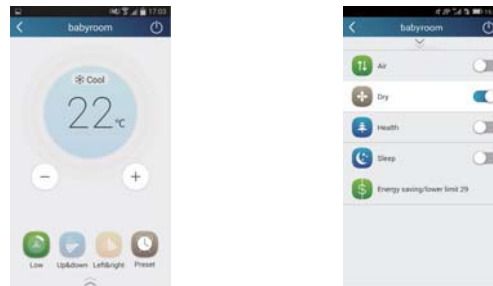 17:03
babyroom
Cool
22℃
Low Up&down Left&right Preset
babyroom
Air
Dry
Health
Sleep
Energy saving/lower limit 29